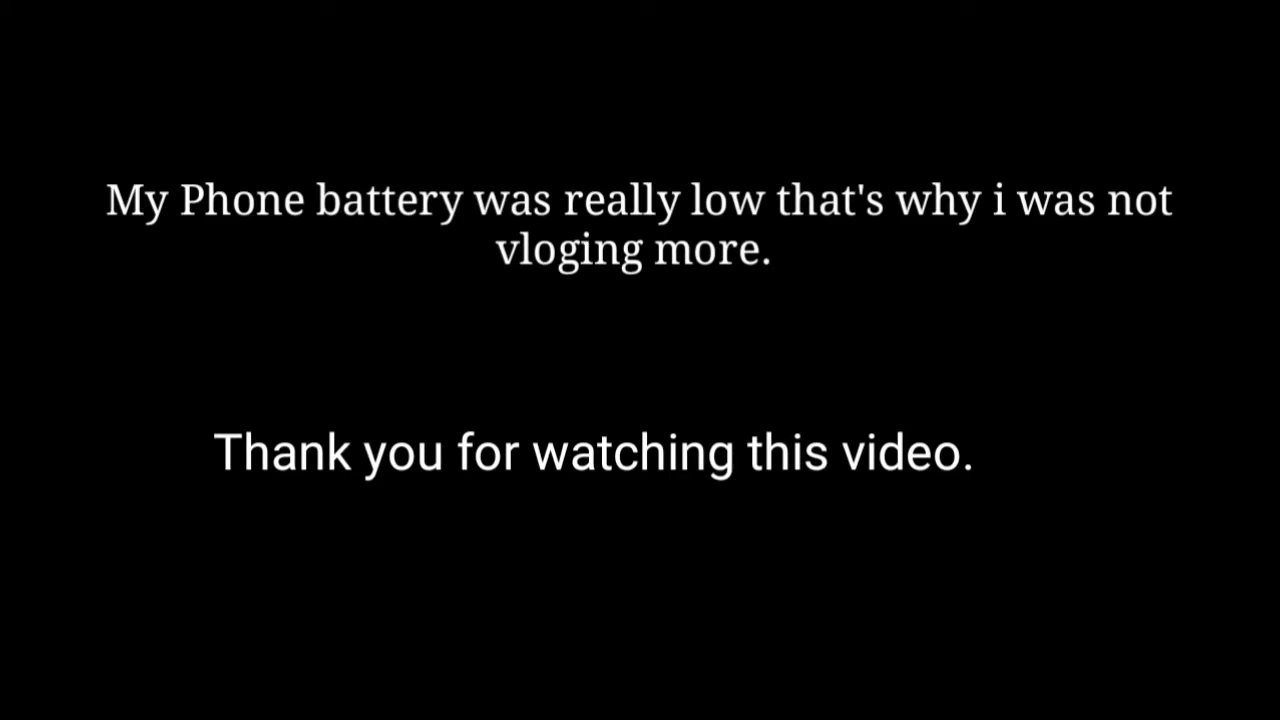 My Phone battery was really low that's why i was not
vloging more.
Thank you for watching this video.